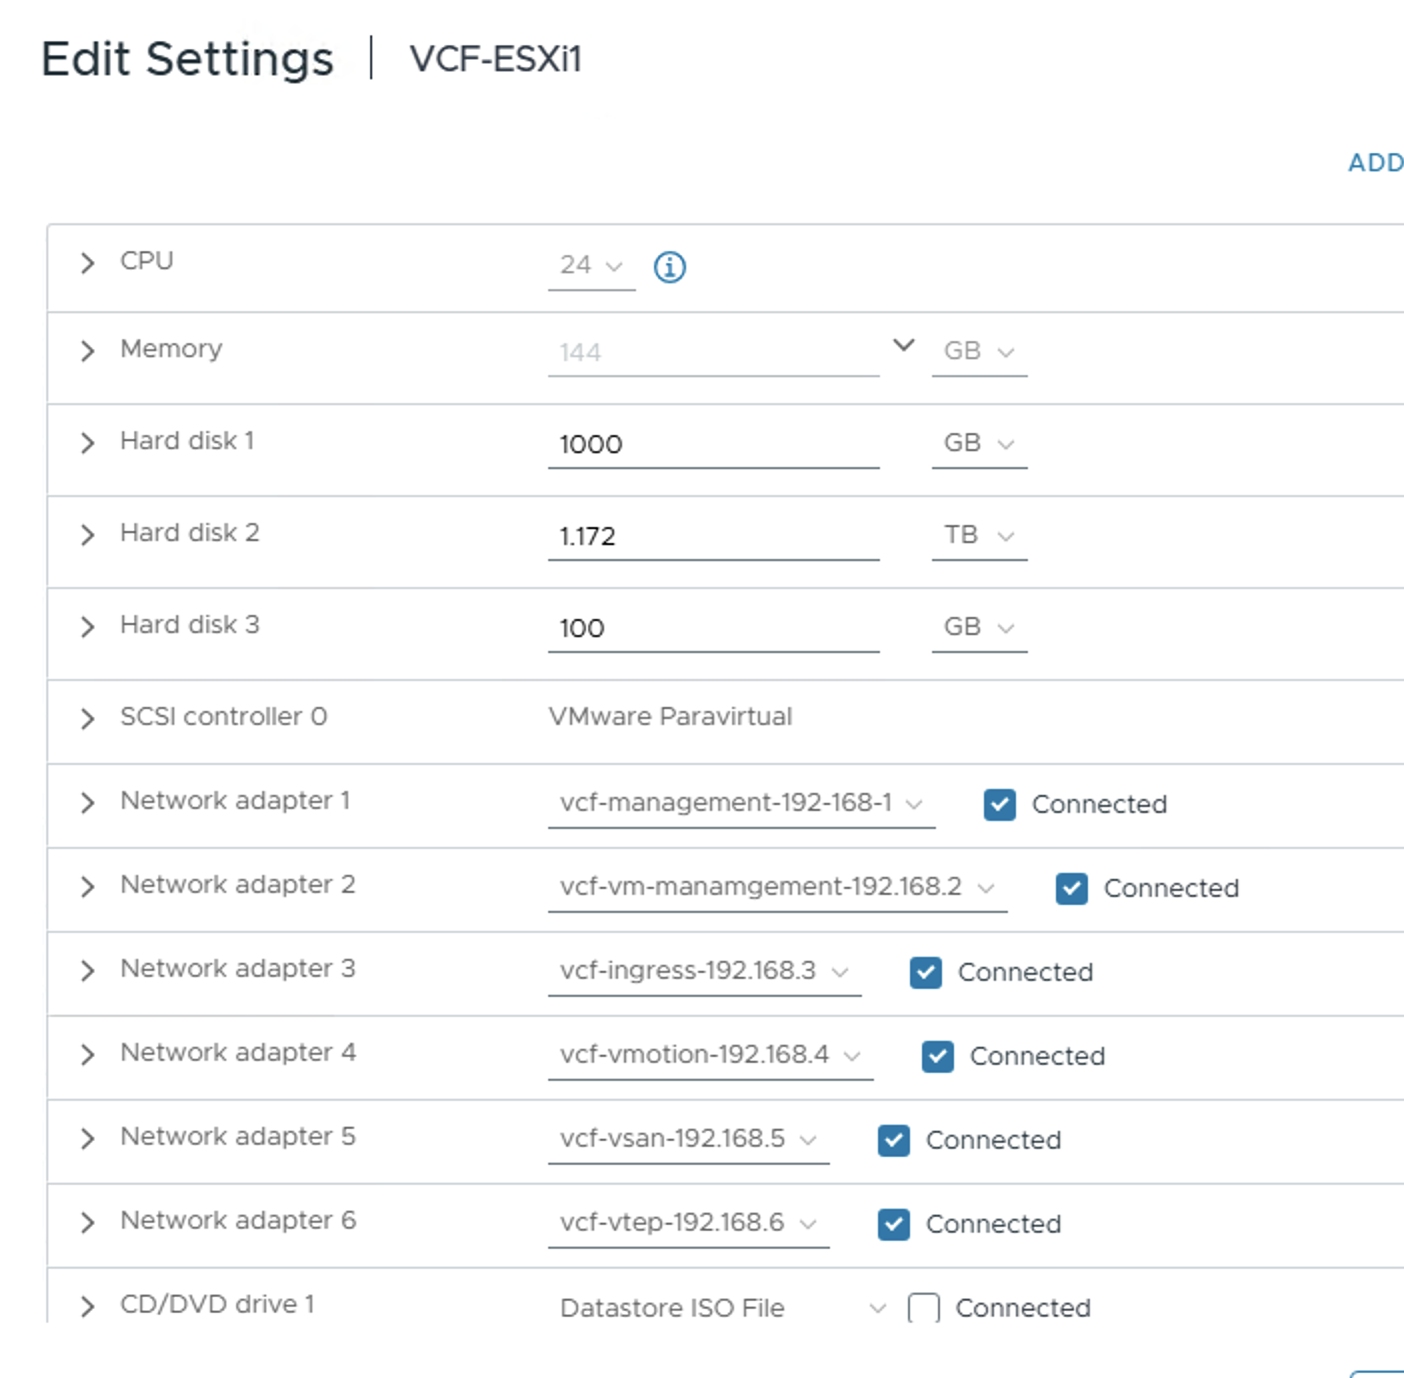 Edit Settings | VCF-ESXi1
ADD
CPU 24
Memory 144 GB
Hard disk 1 1000 GB
Hard disk 2 1.172 TB
Hard disk 3 100 GB
SCSI controller 0 VMware Paravirtual
Network adapter 1 vcf-management-192-168-1 Connected
Network adapter 2 vcf-vm-manamgement-192.168.2 Connected
Network adapter 3 vcf-ingress-192.168.3 Connected
Network adapter 4 vcf-vmotion-192.168.4 Connected
Network adapter 5 vcf-vsan-192.168.5 Connected
Network adapter 6 vcf-vtep-192.168.6 Connected
CD/DVD drive 1 Datastore ISO File Connected